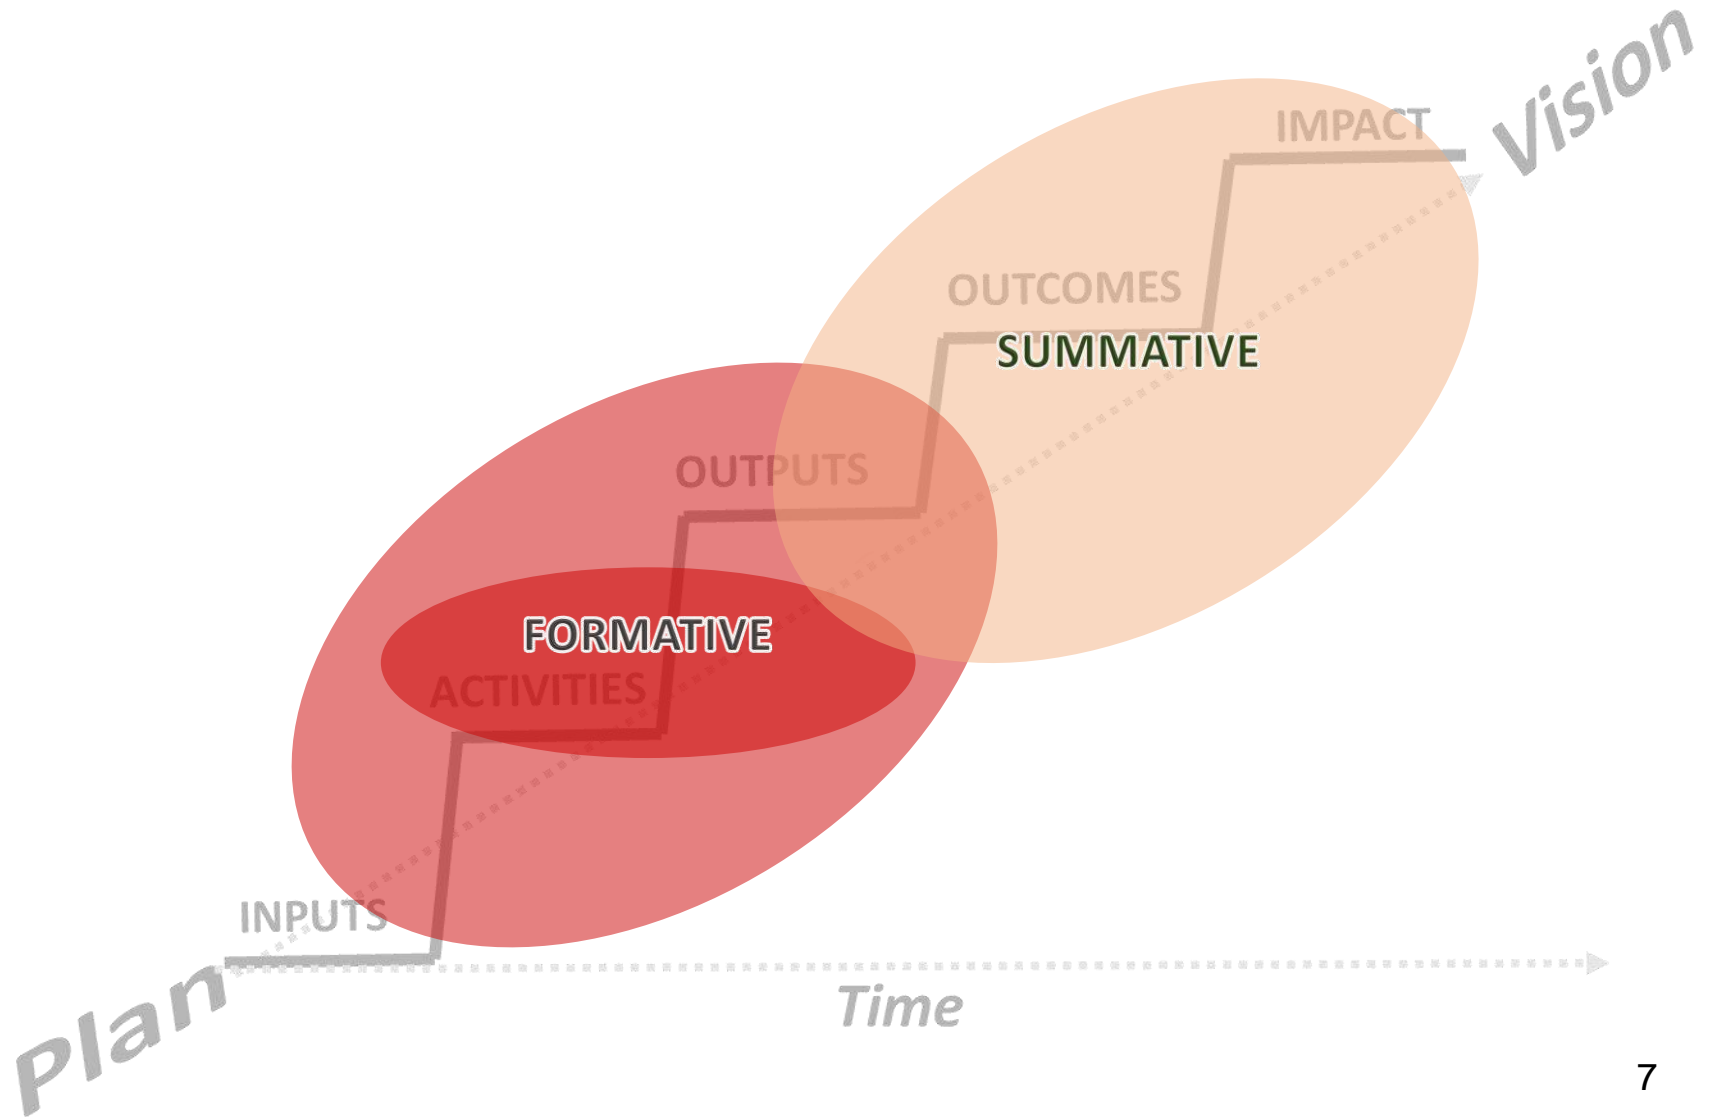 Vision
IMPACT
OUTCOMES
SUMMATIVE
OUTPUTS
FORMATIVE
ACTIVITIES
INPUTS
Plan
Time
7